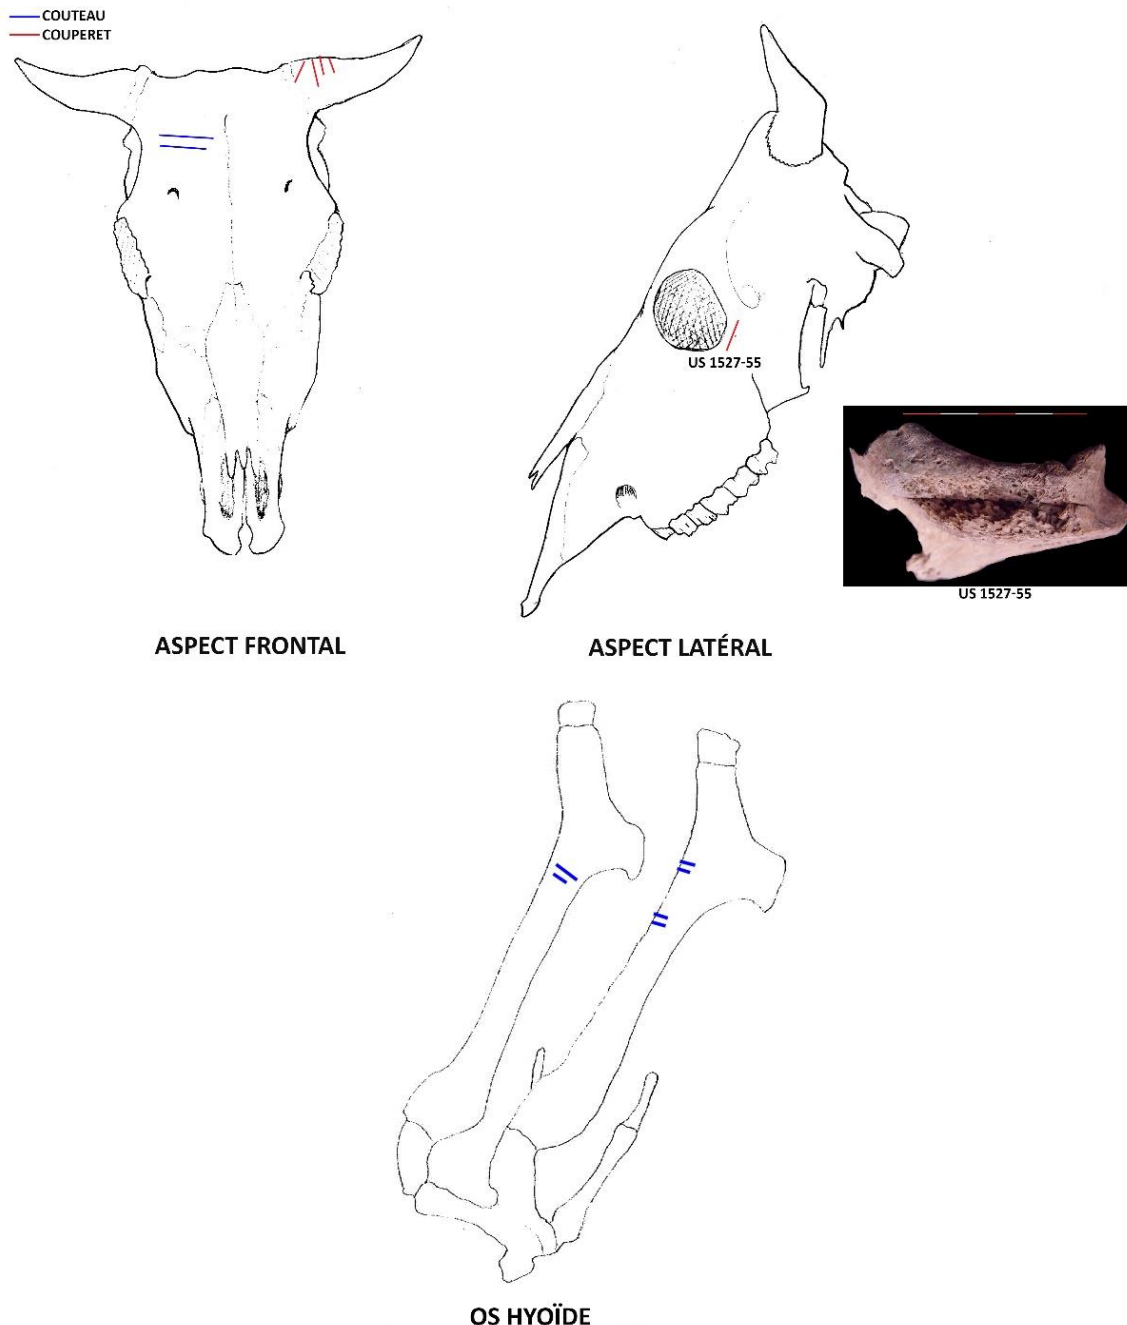 COUTEAU
COUPERET
US 1527-55
US 1527-55
ASPECT FRONTAL
ASPECT LATÉRAL
OS HYOÏDE